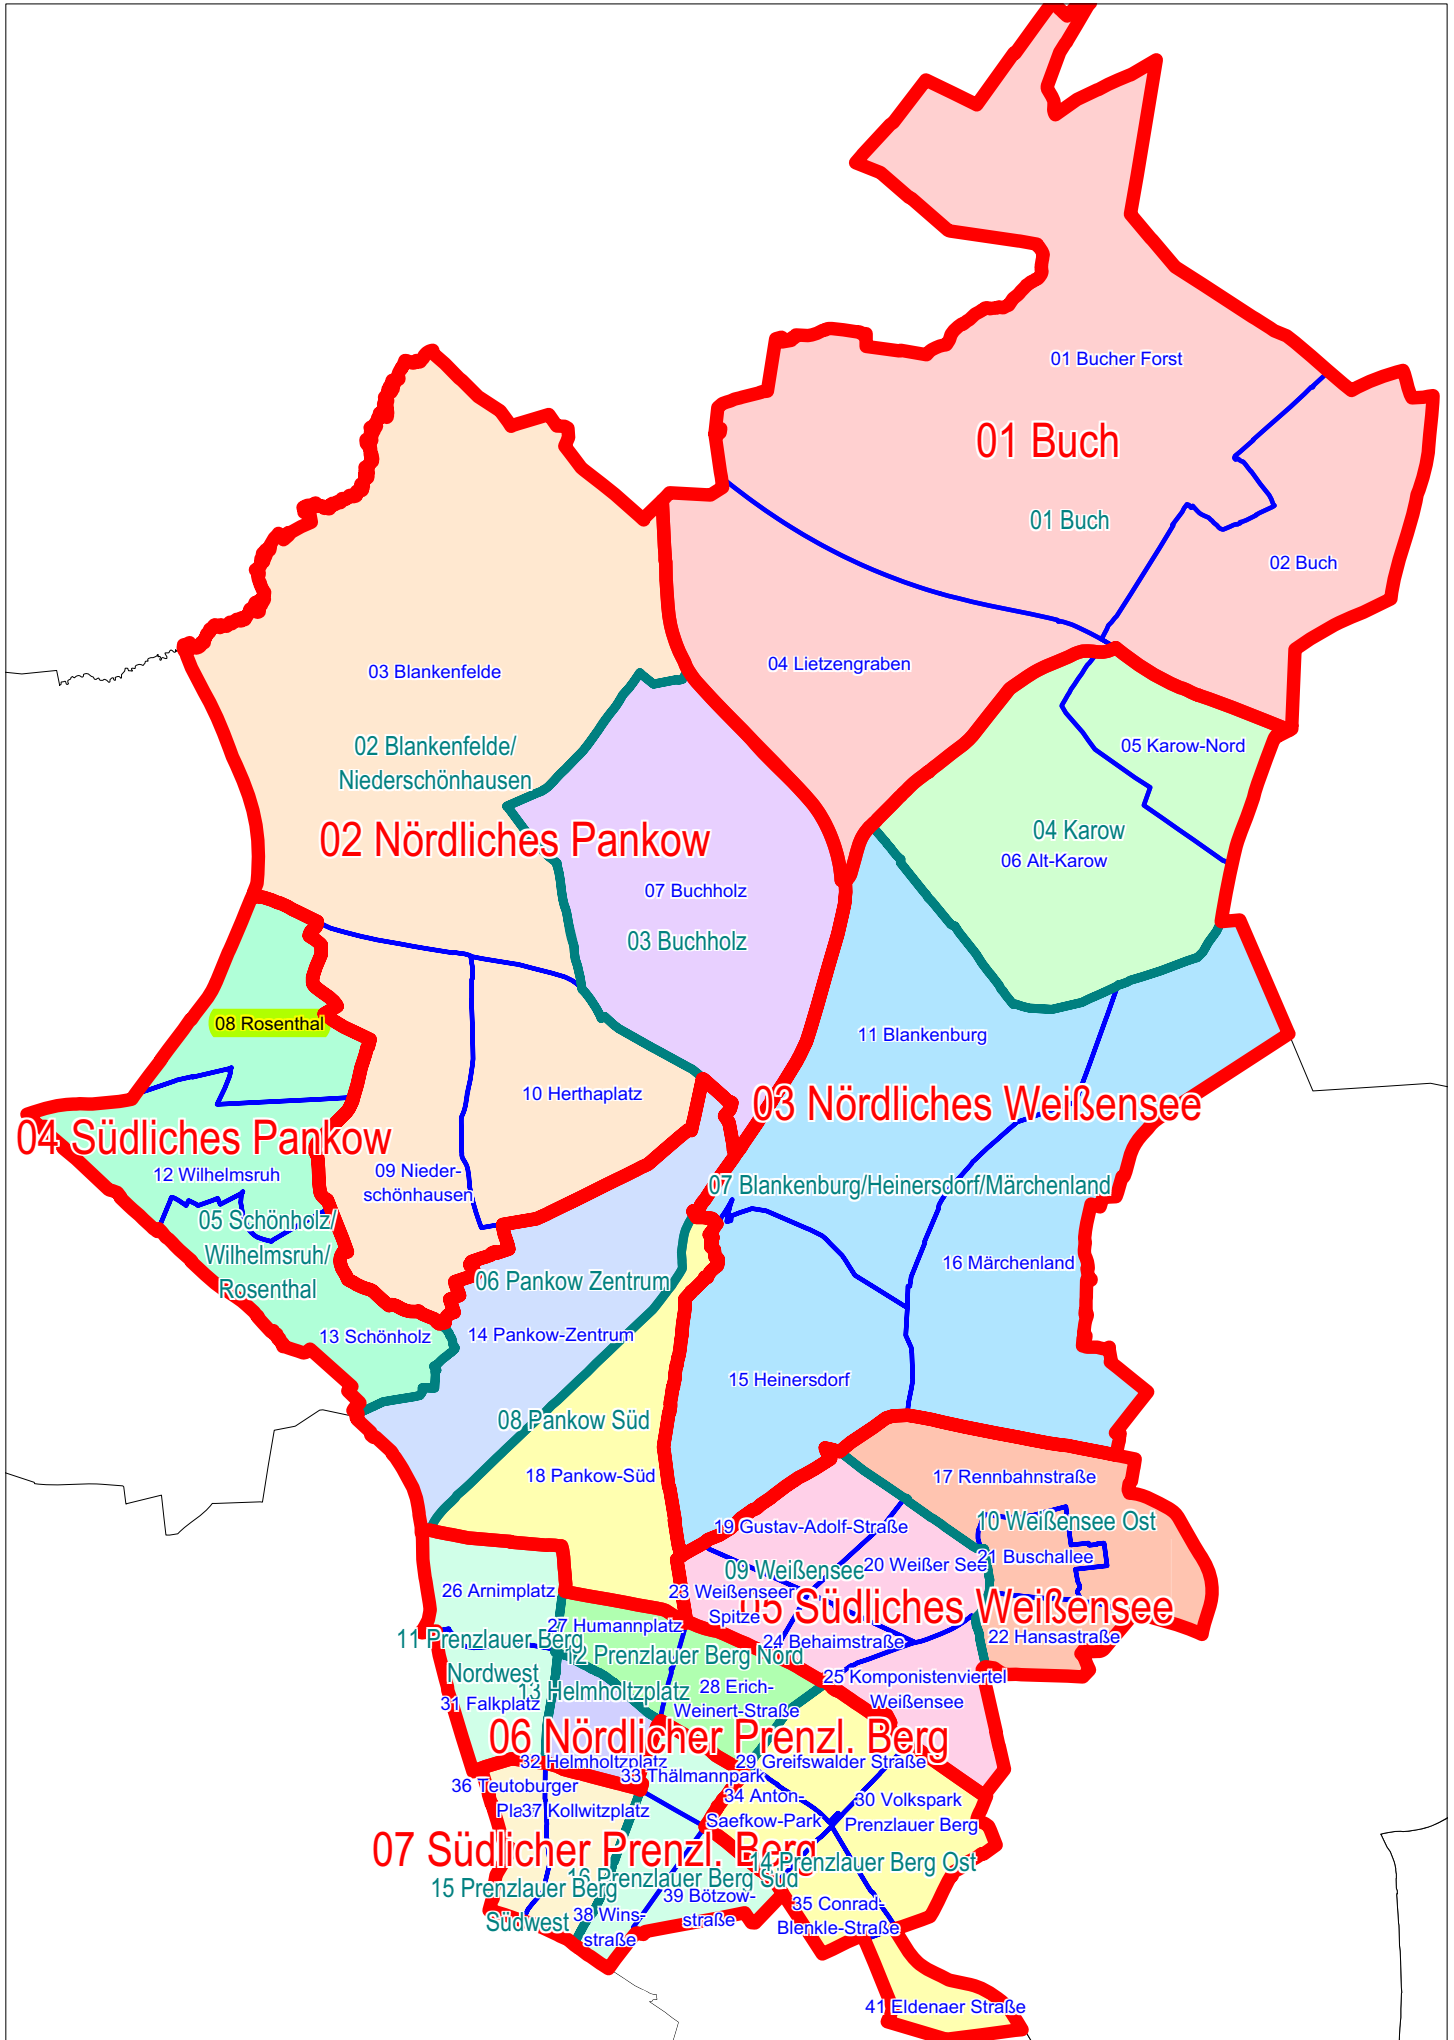 01 Bucher Forst
01 Buch
01 Buch
02 Buch
04 Lietzengraben
03 Blankenfelde
02 Blankenfelde/
Niederschönhausen
02 Nördliches Pankow
05 Karow-Nord
04 Karow
06 Alt-Karow
07 Buchholz
03 Buchholz
08 Rosenthal
11 Blankenburg
10 Herthaplatz
03 Nördliches Weißensee
04 Südliches Pankow
12 Wilhelmsruh
09 Nieder-
schönhausen
07 Blankenburg/Heinersdorf/Märchenland
05 Schönholz/
Wilhelmsruh/
Rosenthal
16 Märchenland
06 Pankow Zentrum
13 Schönholz
14 Pankow-Zentrum
15 Heinersdorf
08 Pankow Süd
18 Pankow-Süd
17 Rennbahnstraße
19 Gustav-Adolf-Straße
10 Weißensee Ost
21 Buschallee
20 Weißer See
09 Weißensee
26 Arnimplatz
23 Weißenseer
Spitze
05 Südliches Weißensee
27 Humannplatz
22 Hansastraße
24 Behaimstraße
11 Prenzlauer Berg
Nordwest
12 Prenzlauer Berg Nord
25 Komponistenviertel
Weißensee
13 Helmholtzplatz
28 Erich-
Weinert-Straße
31 Falkplatz
06 Nördlicher Prenzl. Berg
32 Helmholtzplatz
29 Greifswalder Straße
33 Thälmannpark
36 Teutoburger
Pla
37 Kollwitzplatz
34 Anton-
Saefkow-Park
30 Volkspark
Prenzlauer Berg
07 Südlicher Prenzl. Berg
14 Prenzlauer Berg Ost
16 Prenzlauer Berg Süd
15 Prenzlauer Berg
Südwest
39 Bötzow-
straße
38 Wins-
straße
35 Conrad-
Blenkle-Straße
41 Eldenaer Straße